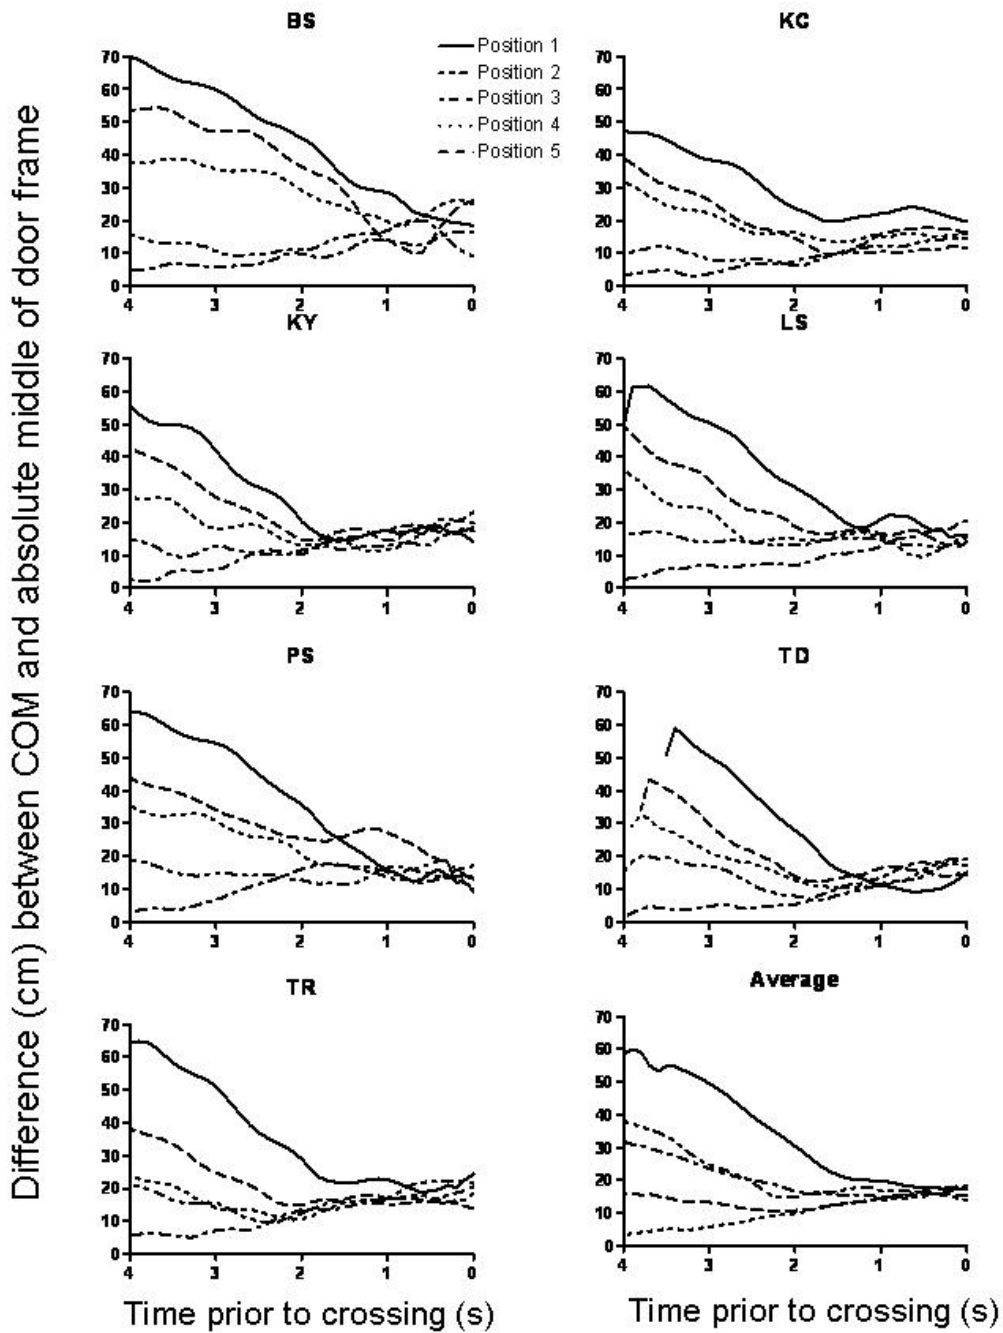 Difference (cm) between COM and absolute middle of door frame
BS
Position 1
Position 2
Position 3
Position 4
Position 5
70
60
50
40
30
20
10
0
4 3 2 1 0
KC
70
60
50
40
30
20
10
0
4 3 2 1 0
KY
70
60
50
40
30
20
10
0
4 3 2 1 0
LS
70
60
50
40
30
20
10
0
4 3 2 1 0
PS
70
60
50
40
30
20
10
0
4 3 2 1 0
TD
70
60
50
40
30
20
10
0
4 3 2 1 0
TR
70
60
50
40
30
20
10
0
4 3 2 1 0
Average
70
60
50
40
30
20
10
0
4 3 2 1 0
Time prior to crossing (s)
Time prior to crossing (s)